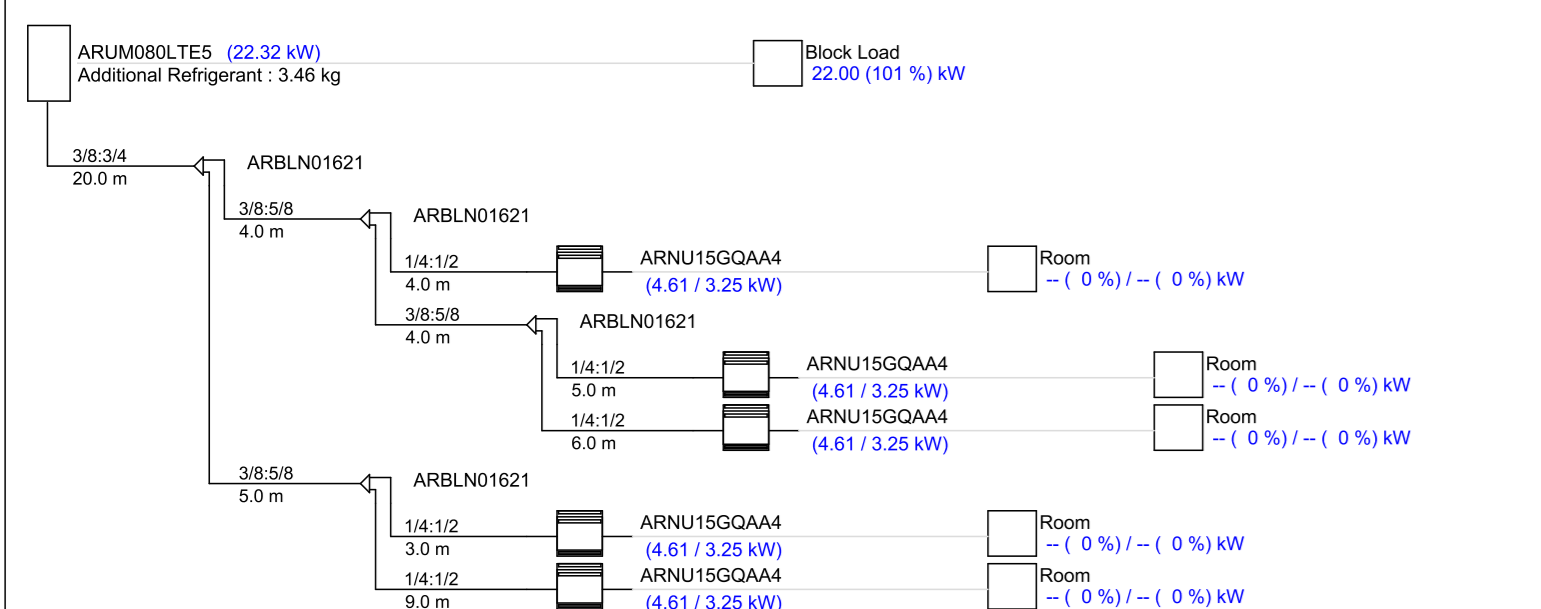 ARUM080LTE5 (22.32 kW)
Additional Refrigerant : 3.46 kg
Block Load
22.00 (101 %) kW
3/8:3/4
20.0 m
ARBLN01621
3/8:5/8
4.0 m
ARBLN01621
1/4:1/2
4.0 m
ARNU15GQAA4
(4.61 / 3.25 kW)
Room
-- ( 0 %) / -- ( 0 %) kW
3/8:5/8
4.0 m
ARBLN01621
1/4:1/2
5.0 m
ARNU15GQAA4
(4.61 / 3.25 kW)
Room
-- ( 0 %) / -- ( 0 %) kW
1/4:1/2
6.0 m
ARNU15GQAA4
(4.61 / 3.25 kW)
Room
-- ( 0 %) / -- ( 0 %) kW
3/8:5/8
5.0 m
ARBLN01621
1/4:1/2
3.0 m
ARNU15GQAA4
(4.61 / 3.25 kW)
Room
-- ( 0 %) / -- ( 0 %) kW
1/4:1/2
9.0 m
ARNU15GQAA4
(4.61 / 3.25 kW)
Room
-- ( 0 %) / -- ( 0 %) kW